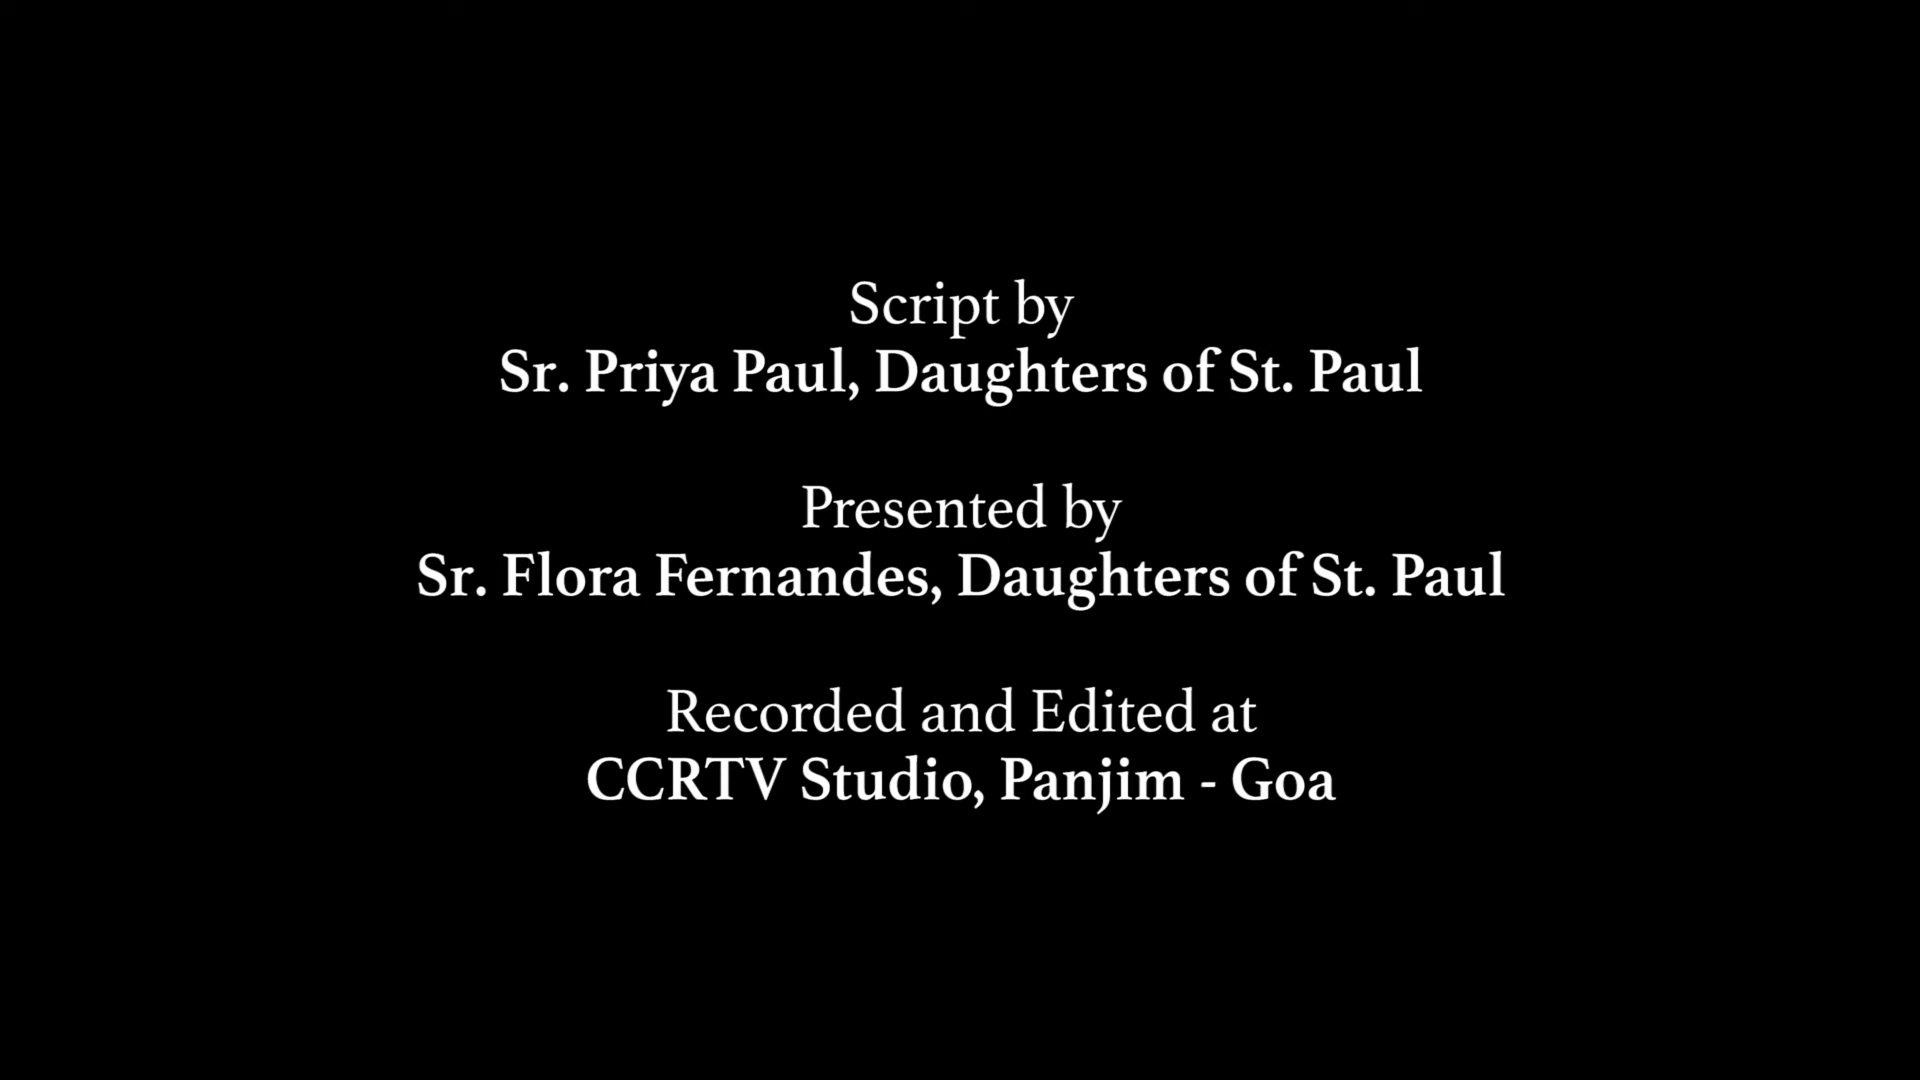 Script by
Sr. Priya Paul, Daughters of St. Paul
Presented by
Sr. Flora Fernandes, Daughters of St. Paul
Recorded and Edited at
CCRTV Studio, Panjim - Goa